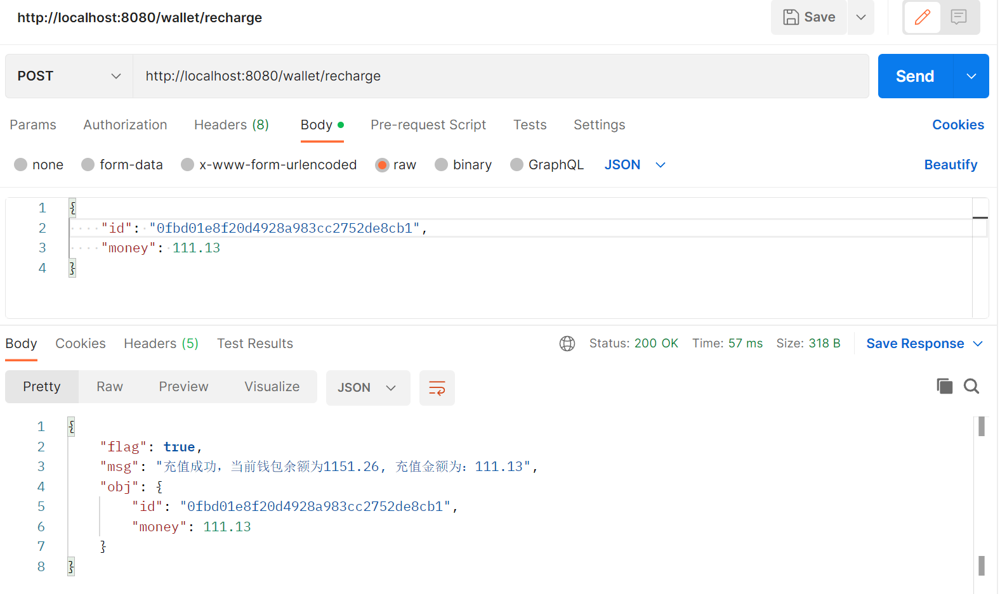 http://localhost:8080/wallet/recharge
Save
POST
http://localhost:8080/wallet/recharge
Send
Params Authorization Headers (8) Body Pre-request Script Tests Settings Cookies
none form-data x-www-form-urlencoded raw binary GraphQL JSON Beautify
1 {
2 "id": "0fbd01e8f20d4928a983cc2752de8cb1",
3 "money": 111.13
4 }
Body Cookies Headers (5) Test Results Status: 200 OK Time: 57 ms Size: 318 B Save Response
Pretty Raw Preview Visualize JSON
1 {
2 "flag": true,
3 "msg": "充值成功，当前钱包余额为1151.26, 充值金额为：111.13",
4 "obj": {
5 "id": "0fbd01e8f20d4928a983cc2752de8cb1",
6 "money": 111.13
7 }
8 }